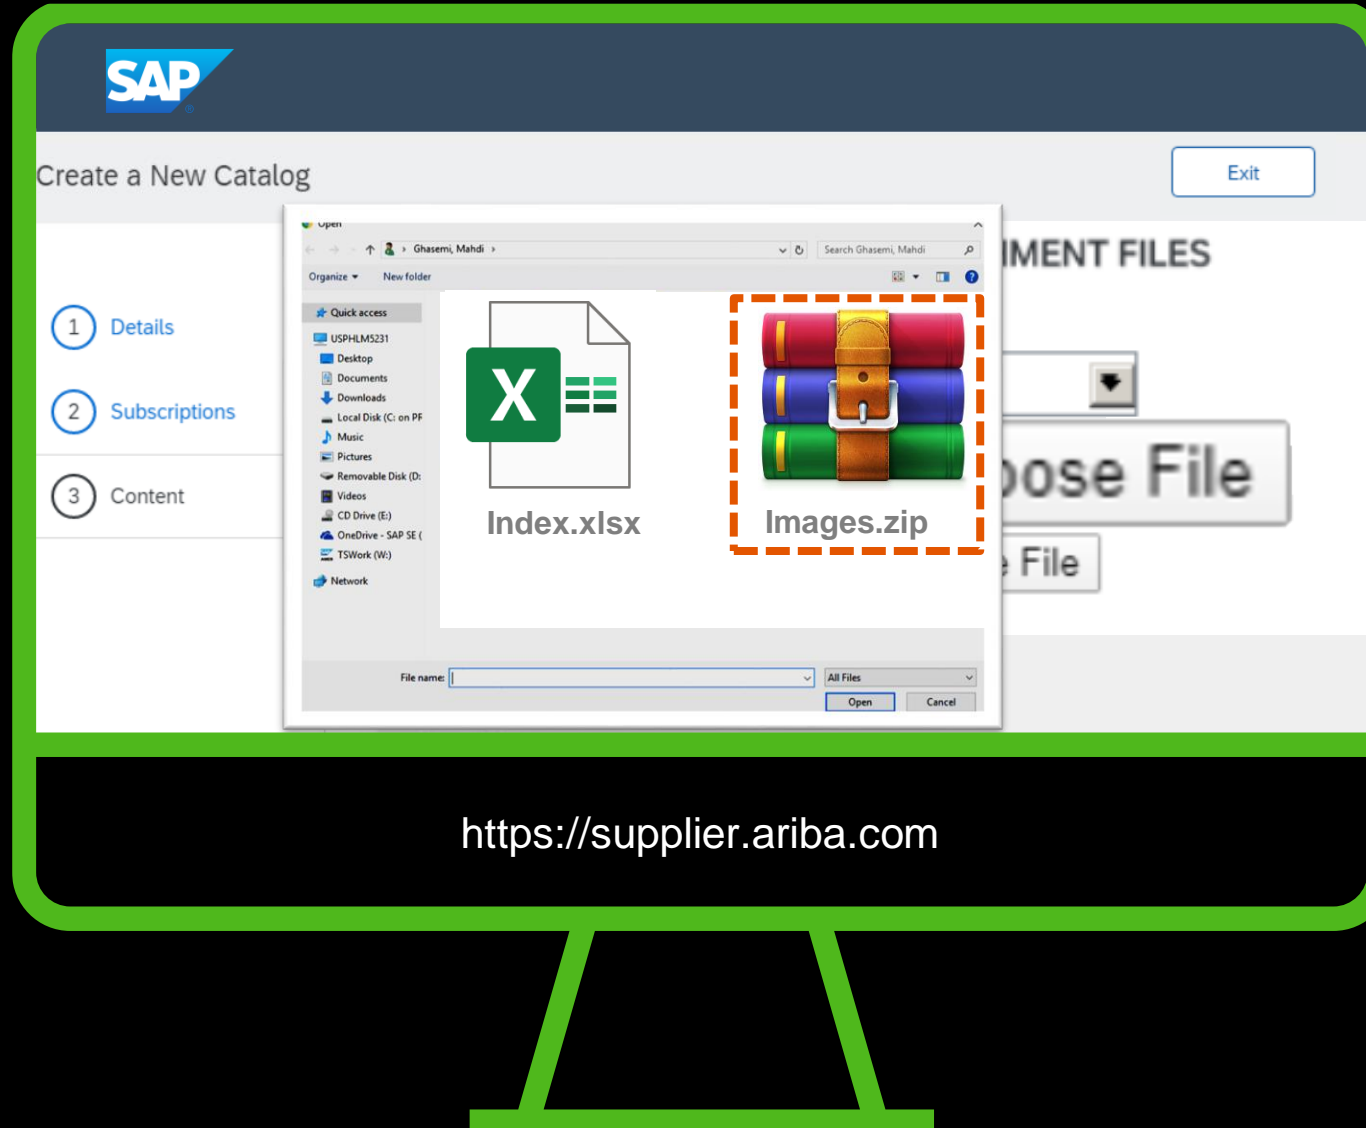 SAP
Create a New Catalog
Exit
Open
Ghasemi, Mahdi
Search Ghasemi, Mahdi
Organize
New folder
Quick access
USPHLM5231
Desktop
Documents
Downloads
Local Disk (C: on PF
Music
Pictures
Removable Disk (D:
Videos
CD Drive (E:)
OneDrive - SAP SE (
TSWork (W:)
Network
Index.xlsx
Images.zip
File name:
All Files
Open
Cancel
1 Details
2 Subscriptions
3 Content
MENT FILES
oose File
File
https://supplier.ariba.com